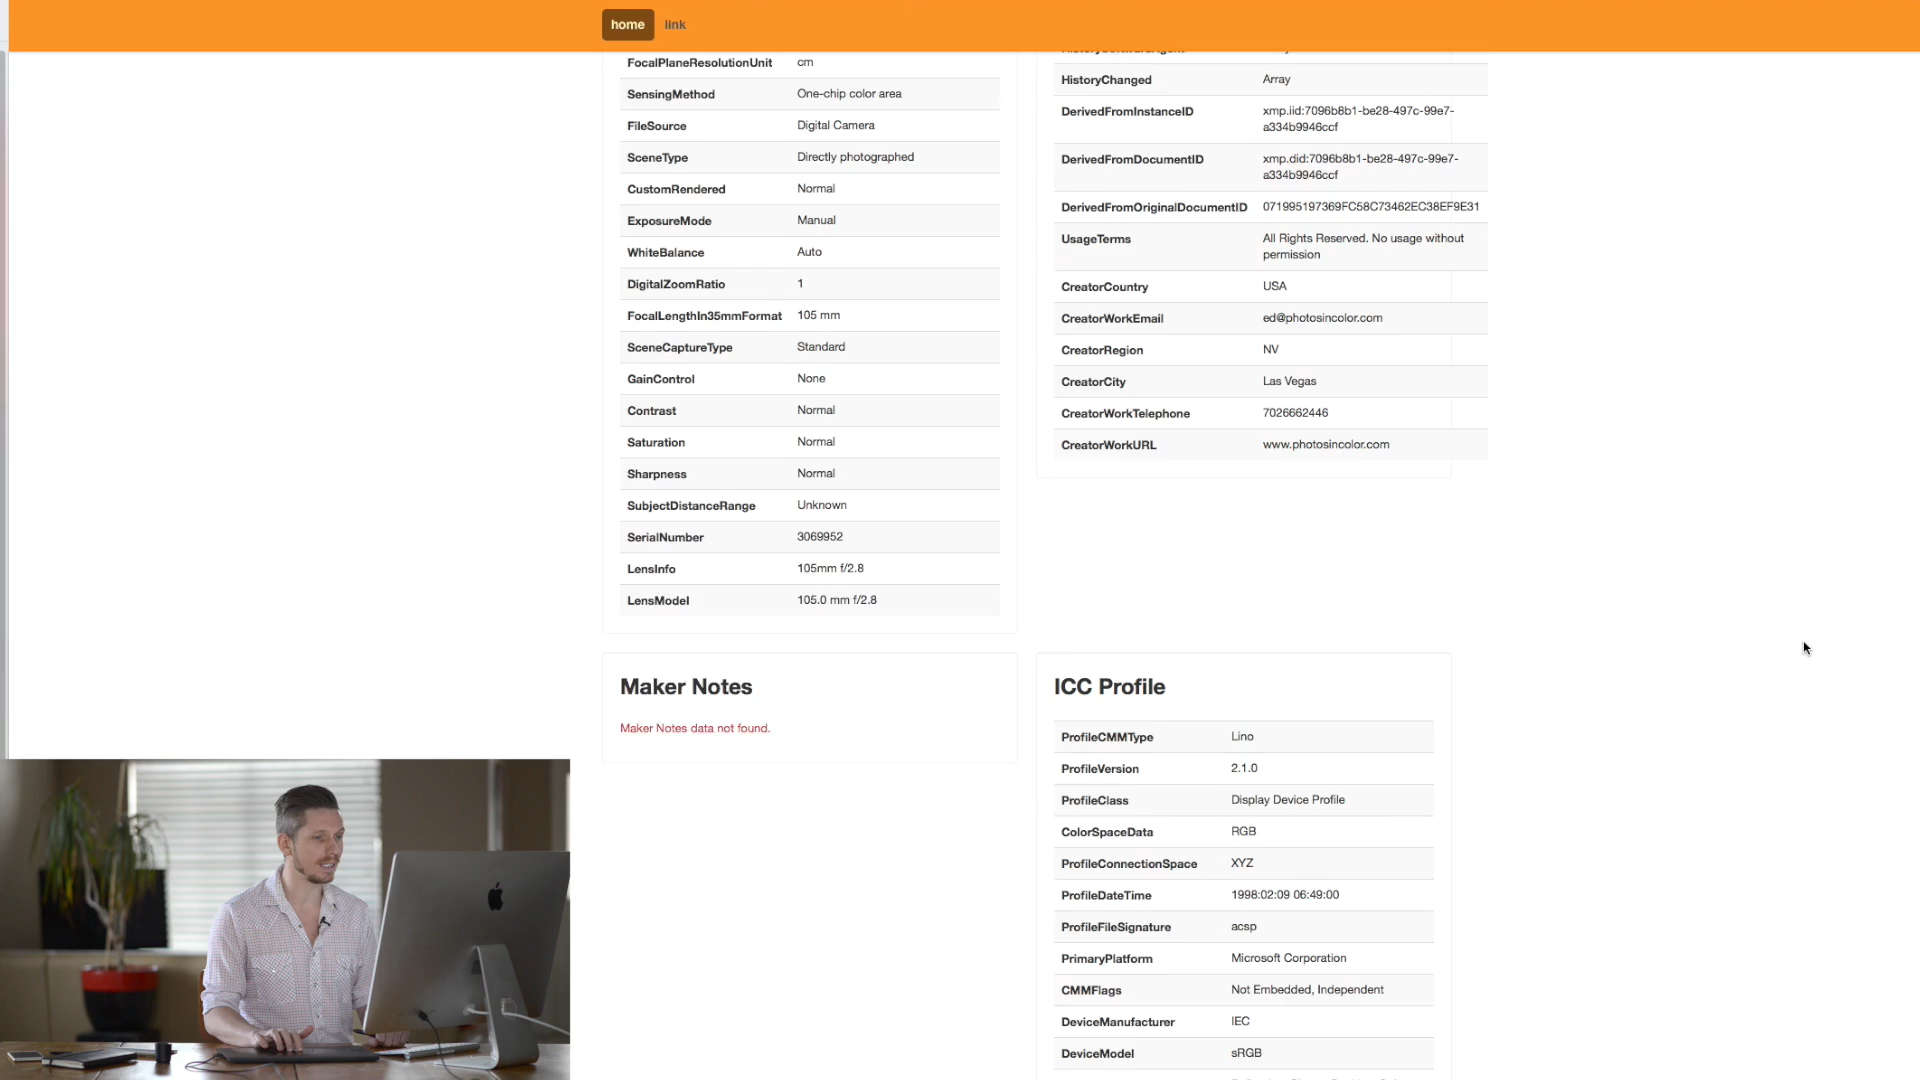 home link
FocalPlaneResolutionUnit cm
SensingMethod One-chip color area
FileSource Digital Camera
SceneType Directly photographed
CustomRendered Normal
ExposureMode Manual
WhiteBalance Auto
DigitalZoomRatio 1
FocalLengthIn35mmFormat 105 mm
SceneCaptureType Standard
GainControl None
Contrast Normal
Saturation Normal
Sharpness Normal
SubjectDistanceRange Unknown
SerialNumber 3069952
LensInfo 105mm f/2.8
LensModel 105.0 mm f/2.8
HistoryChanged Array
DerivedFromInstanceID xmp.iid:7096b8b1-be28-497c-99e7-
a334b9946ccf
DerivedFromDocumentID xmp.did:7096b8b1-be28-497c-99e7-
a334b9946ccf
DerivedFromOriginalDocumentID 071995197369FC58C73462EC38EF9E31
UsageTerms All Rights Reserved. No usage without
permission
CreatorCountry USA
CreatorWorkEmail ed@photosincolor.com
CreatorRegion NV
CreatorCity Las Vegas
CreatorWorkTelephone 7026662446
CreatorWorkURL www.photosincolor.com
Maker Notes
Maker Notes data not found.
ICC Profile
ProfileCMMType Lino
ProfileVersion 2.1.0
ProfileClass Display Device Profile
ColorSpaceData RGB
ProfileConnectionSpace XYZ
ProfileDateTime 1998:02:09 06:49:00
ProfileFileSignature acsp
PrimaryPlatform Microsoft Corporation
CMMFlags Not Embedded, Independent
DeviceManufacturer IEC
DeviceModel sRGB